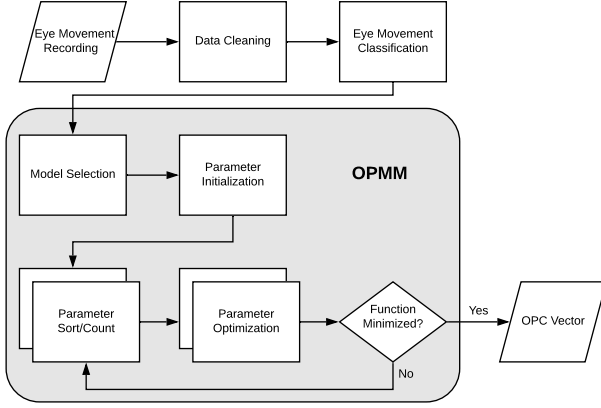 Eye Movement
Recording
Data Cleaning
Eye Movement
Classification
Model Selection
Parameter
Initialization
OPMM
Parameter
Sort/Count
Parameter
Optimization
Function
Minimized?
Yes
No
OPC Vector